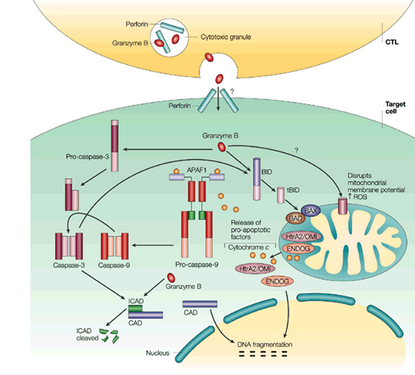 Perforin
Granzyme B
Cytotoxic granule
CTL
?
Perforin
Target
cell
Granzyme B
Pro-caspase-3
?
APAF1
BID
tBID
Disrupts
mitochondrial
membrane potential
↑ ROS
BAX
BAD
Release of
pro-apoptotic
factors
HtrA2/OMI
ENDOG
Cytochrome c
Caspase-3
Caspase-9
Pro-caspase-9
HtrA2/OMI
ENDOG
Granzyme B
ICAD
CAD
CAD
ICAD
cleaved
DNA fragmentation
Nucleus